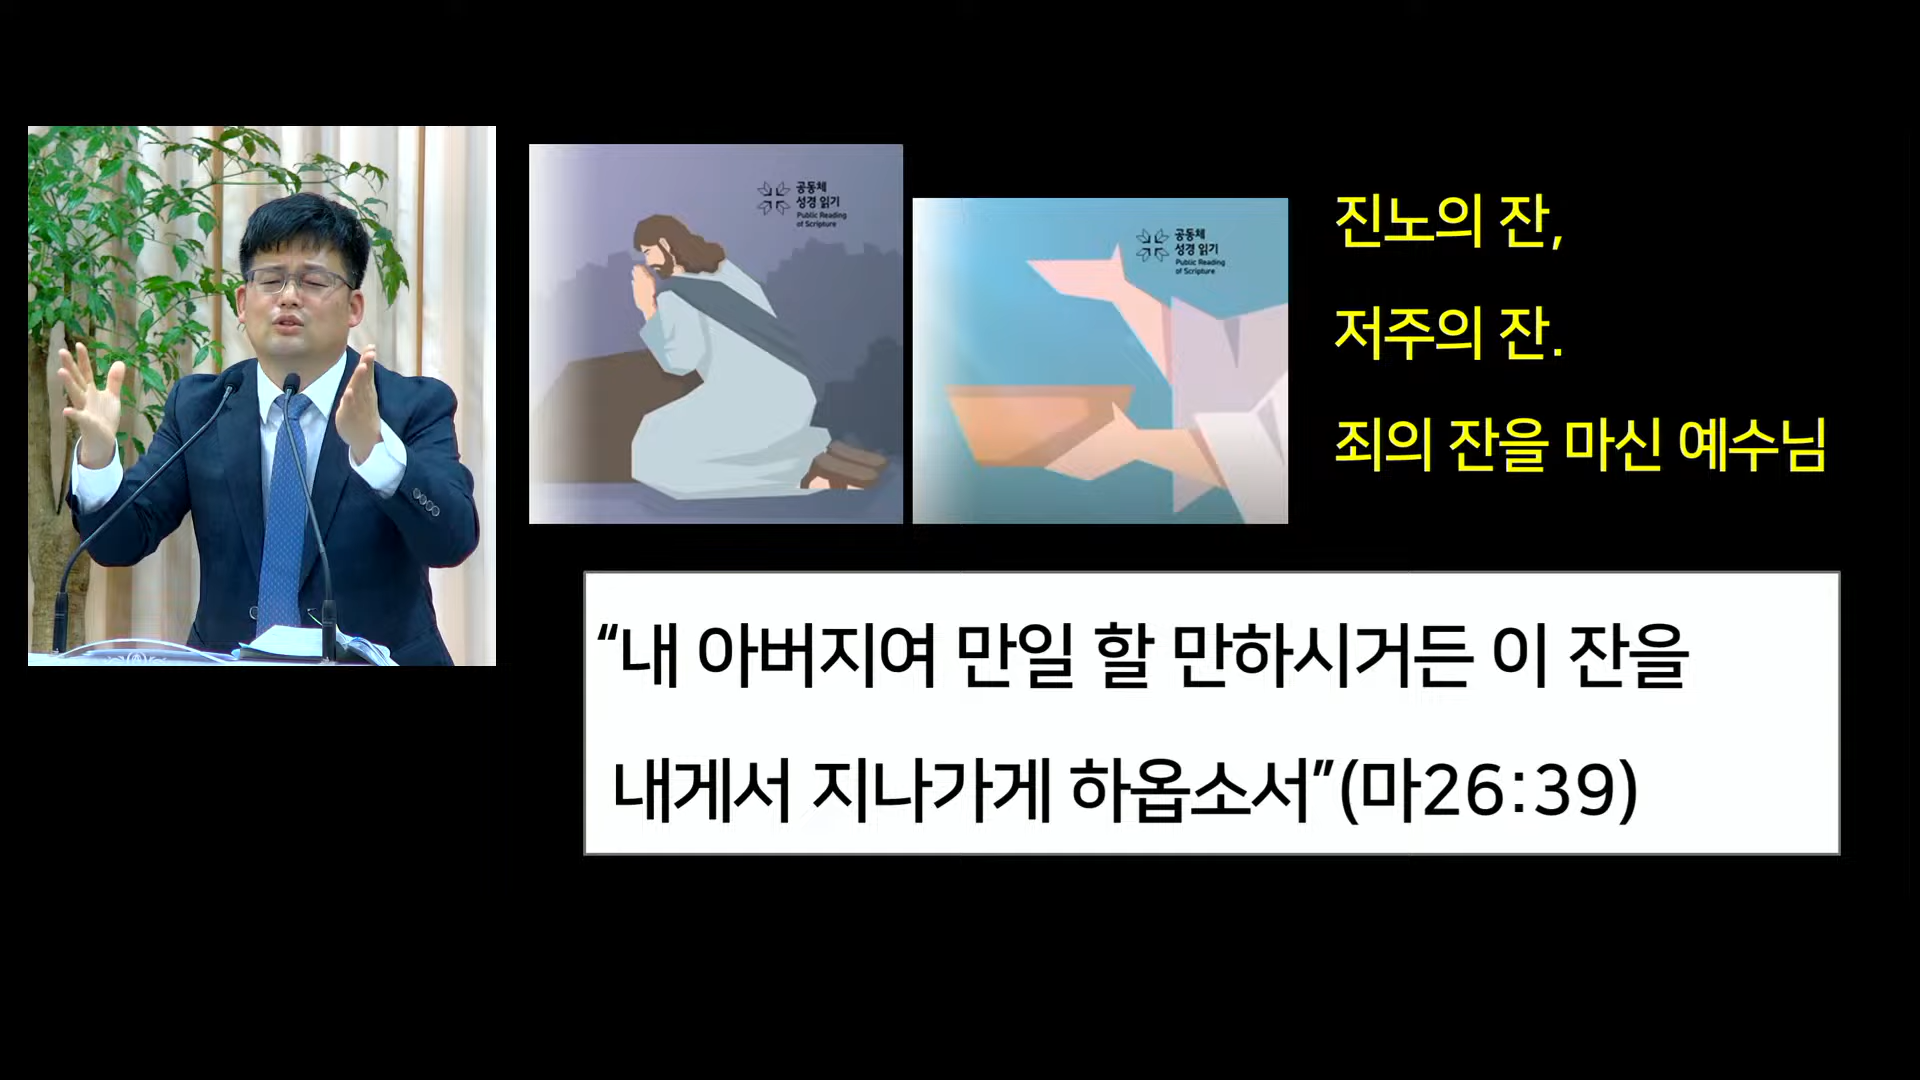 공동체
성경 읽기
Public Reading
of Scripture
공동체
성경 읽기
Public Reading
of Scripture
진노의 잔,
저주의 잔.
죄의 잔을 마신 예수님
“내 아버지여 만일 할 만하시거든 이 잔을
내게서 지나가게 하옵소서”(마26:39)